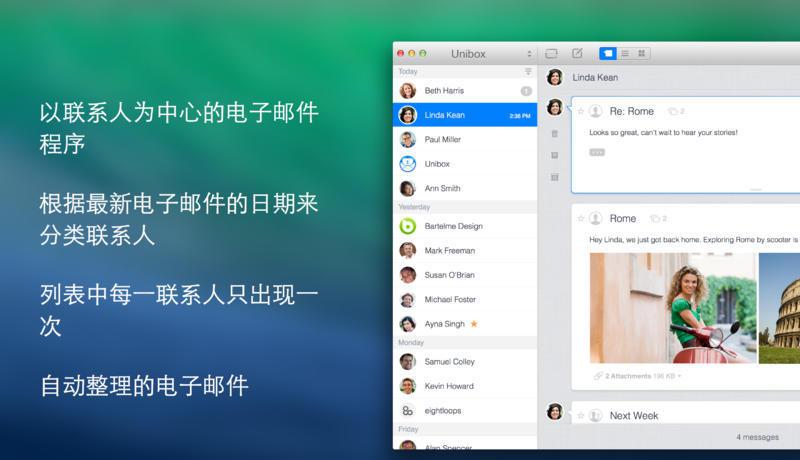 以联系人为中心的电子邮件
程序
根据最新电子邮件的日期来
分类联系人
列表中每一联系人只出现一
次
自动整理的电子邮件
Unibox
Today
Beth Harris 1
Linda Kean 2:36 PM
Paul Miller
Unibox
Ann Smith
Yesterday
Bartelme Design
Mark Freeman
Susan O'Brian
Michael Foster
Ayna Singh
Monday
Samuel Colley
Kevin Howard
eightloops
Friday
Alan Spencer
Linda Kean
Re: Rome 2
Looks so great, can't wait to hear your stories!
Rome 2
Hey Linda, we just got back home. Exploring Rome by scooter is
2 Attachments 196 KB
Next Week
4 messages